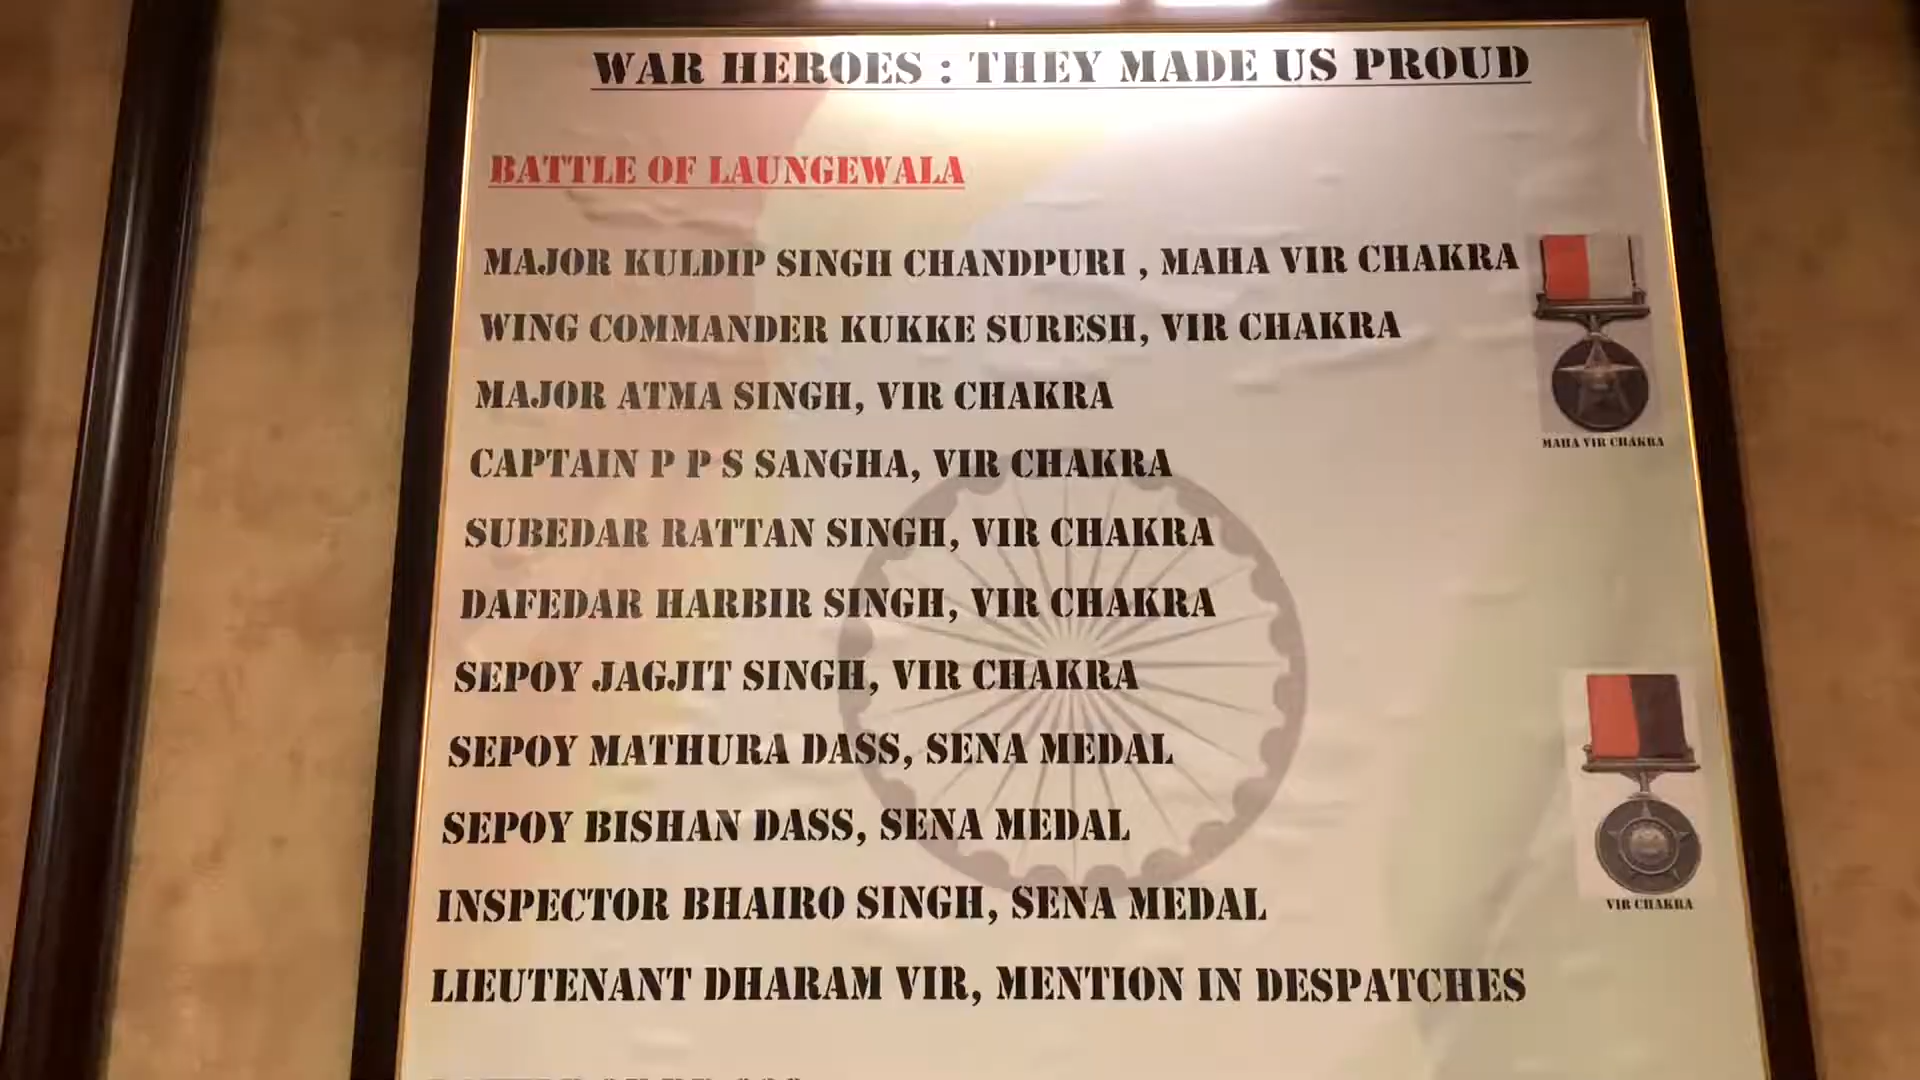 WAR HEROES : THEY MADE US PROUD
BATTLE OF LAUNGEWALA
MAJOR KULDIP SINGH CHANDPURI , MAHA VIR CHAKRA
WING COMMANDER KUKKE SURESH, VIR CHAKRA
MAJOR ATMA SINGH, VIR CHAKRA
MAHA VIR CHAKRA
CAPTAIN P P S SANGHA, VIR CHAKRA
SUBEDAR RATTAN SINGH, VIR CHAKRA
DAFEDAR HARBIR SINGH, VIR CHAKRA
SEPOY JAGJIT SINGH, VIR CHAKRA
SEPOY MATHURA DASS, SENA MEDAL
SEPOY BISHAN DASS, SENA MEDAL
VIR CHAKRA
INSPECTOR BHAIRO SINGH, SENA MEDAL
LIEUTENANT DHARAM VIR, MENTION IN DESPATCHES